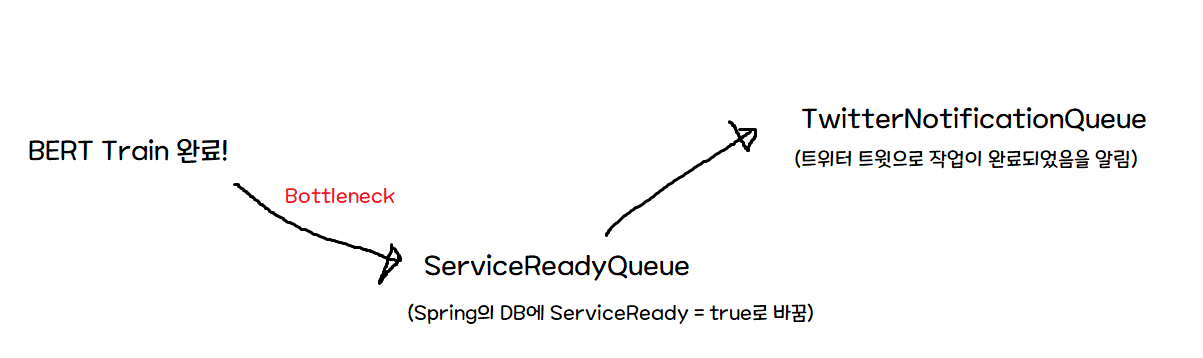 BERT Train 완료!
Bottleneck
ServiceReadyQueue
(Spring의 DB에 ServiceReady = true로 바꿈)
TwitterNotificationQueue
(트위터 트윗으로 작업이 완료되었음을 알림)